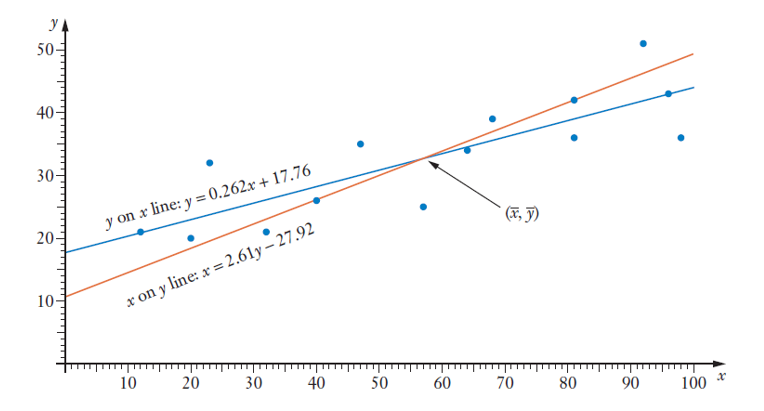 y
50
40
30
20
10
y on x line: y = 0.262x + 17.76
x on y line: x = 2.61y − 27.92
(x̅, y̅)
10 20 30 40 50 60 70 80 90 100 x